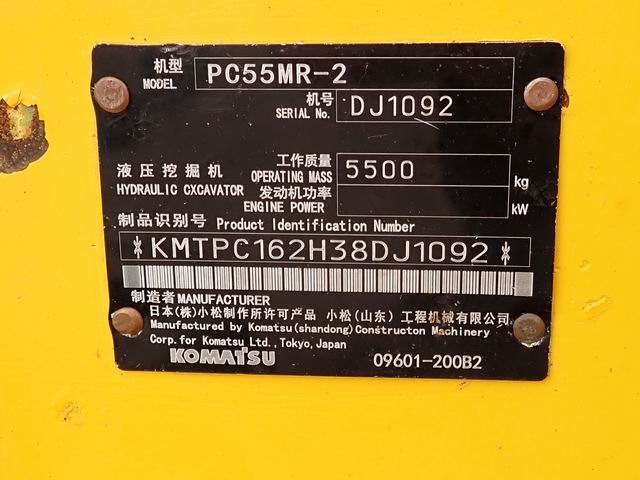 机型
MODEL PC55MR-2
机号
SERIAL No. DJ1092
液压挖掘机
HYDRAULIC CXCAVATOR
工作质量
OPERATING MASS 5500 kg
发动机功率
ENGINE POWER kW
制品识别号 Product Identification Number
*KMTPC162H38DJ1092*
制造者 MANUFACTURER
日本(株)小松制作所许可产品 小松(山东)工程机械有限公司
Manufactured by Komatsu(shandong) Constructon Machinery
Corp. for Komatsu Ltd., Tokyo, Japan
KOMATSU 09601-200B2